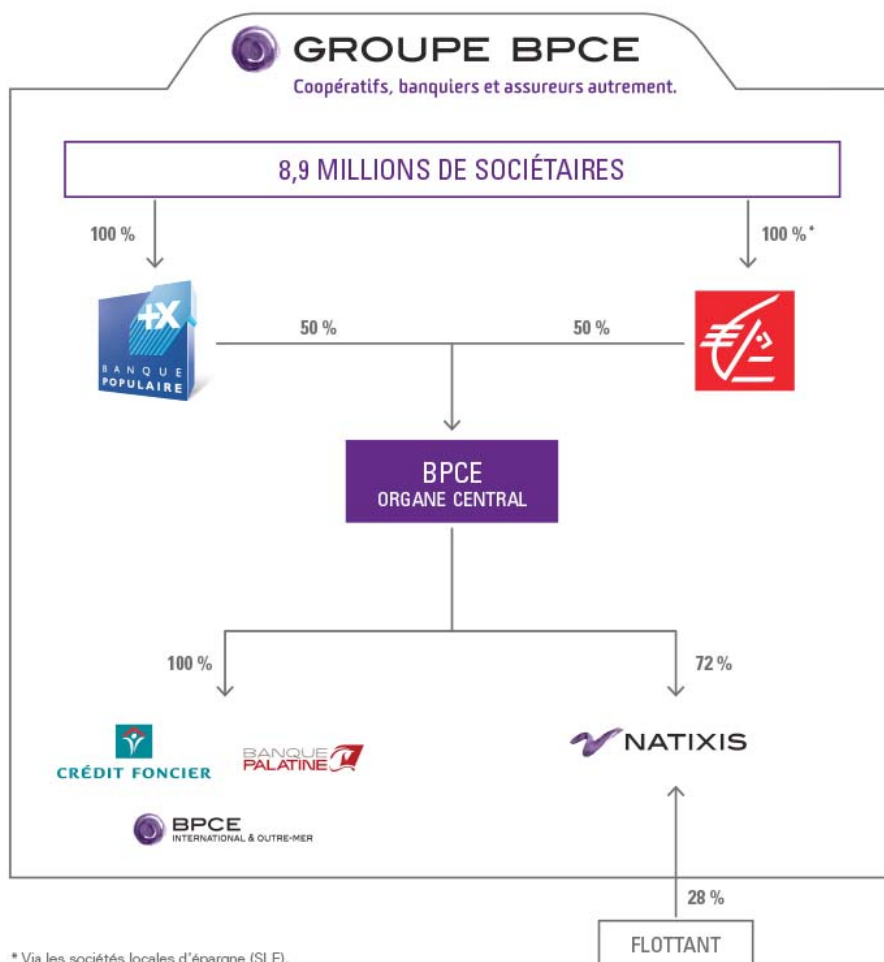 GROUPE BPCE
Coopératifs, banquiers et assureurs autrement.
8,9 MILLIONS DE SOCIÉTAIRES
100 %
100 %*
+X
BANQUE
POPULAIRE
50 %
50 %
BPCE
ORGANE CENTRAL
100 %
72 %
CRÉDIT FONCIER
BANQUE
PALATINE
NATIXIS
BPCE
INTERNATIONAL & OUTRE-MER
28 %
FLOTTANT
* Via les sociétés locales d'épargne (SLE).